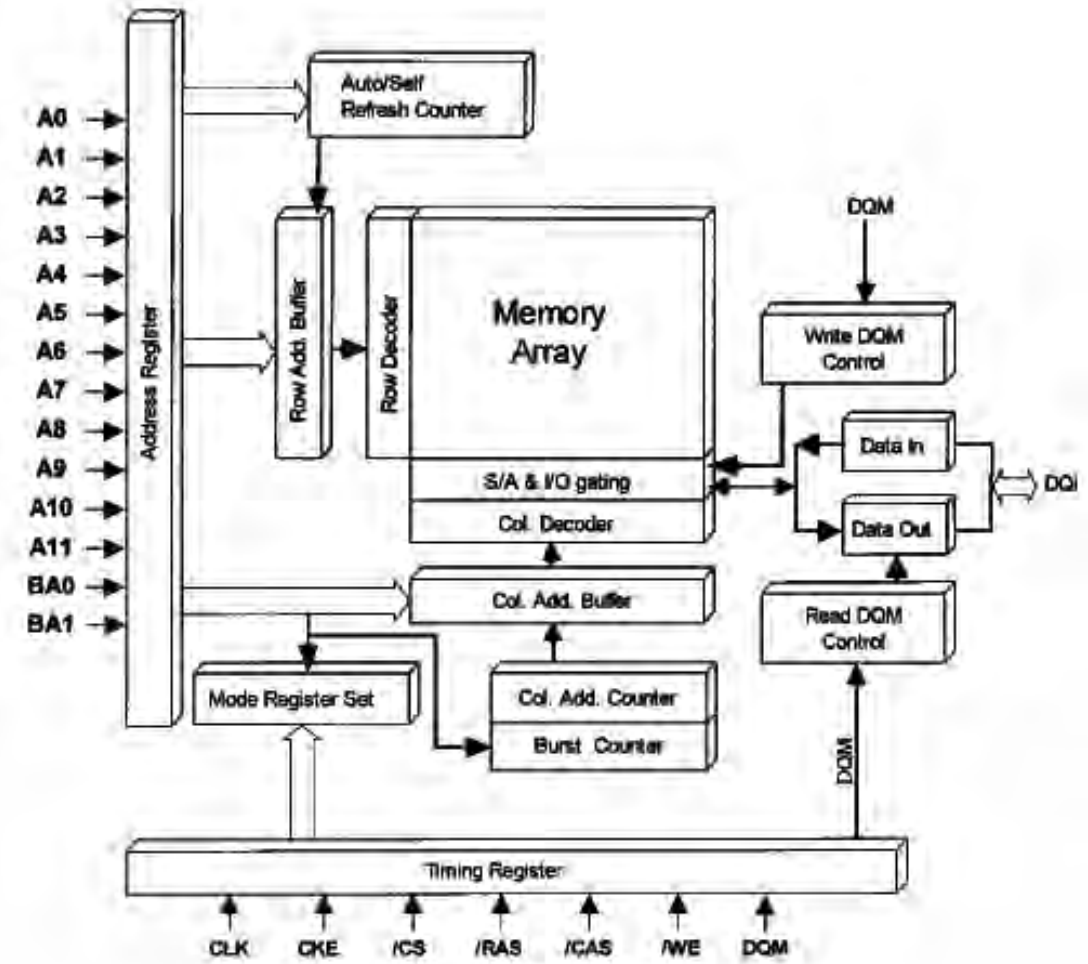 Auto/Self
Refresh Counter
A0
A1
A2
A3
A4
A5
A6
A7
A8
A9
A10
A11
BA0
BA1
Address Register
Row Add. Buffer
Row Decoder
Memory
Array
S/A & I/O gating
Col. Decoder
Col. Add. Buffer
Col. Add. Counter
Burst Counter
Mode Register Set
DQM
Write DQM
Control
Data In
Data Out
DQi
Read DQM
Control
DQM
Timing Register
CLK
CKE
/CS
/RAS
/CAS
/WE
DQM